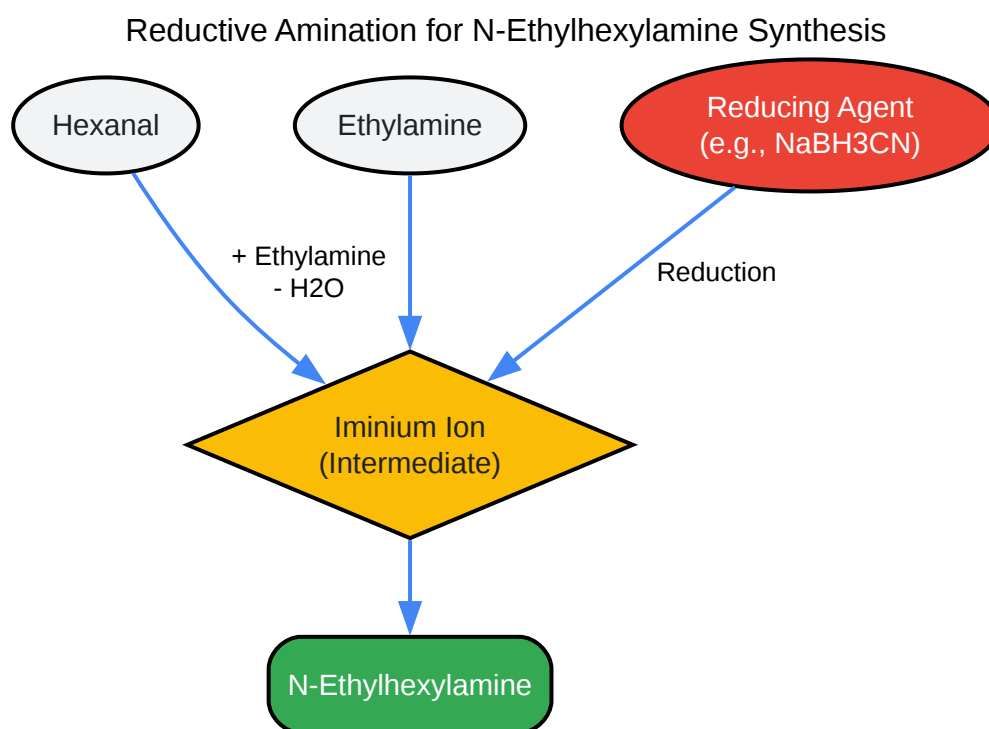 Reductive Amination for N-Ethylhexylamine Synthesis
Hexanal
Ethylamine
Reducing Agent
(e.g., NaBH3CN)
+ Ethylamine
- H2O
Reduction
Iminium Ion
(Intermediate)
N-Ethylhexylamine